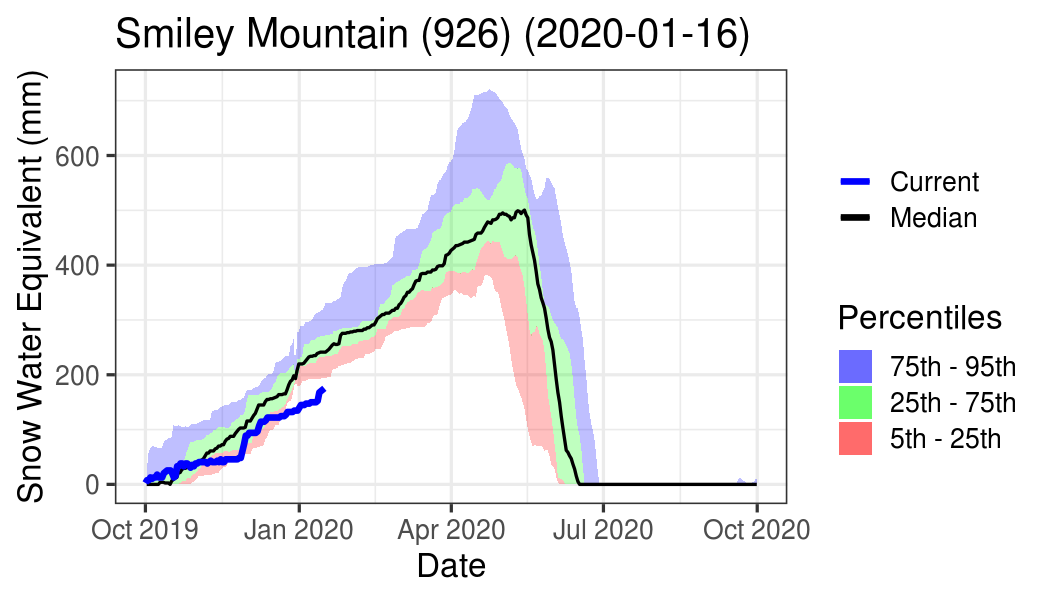 Smiley Mountain (926) (2020-01-16)
Snow Water Equivalent (mm)
600
400
200
0
Oct 2019
Jan 2020
Apr 2020
Jul 2020
Oct 2020
Date
Current
Median
Percentiles
75th - 95th
25th - 75th
5th - 25th